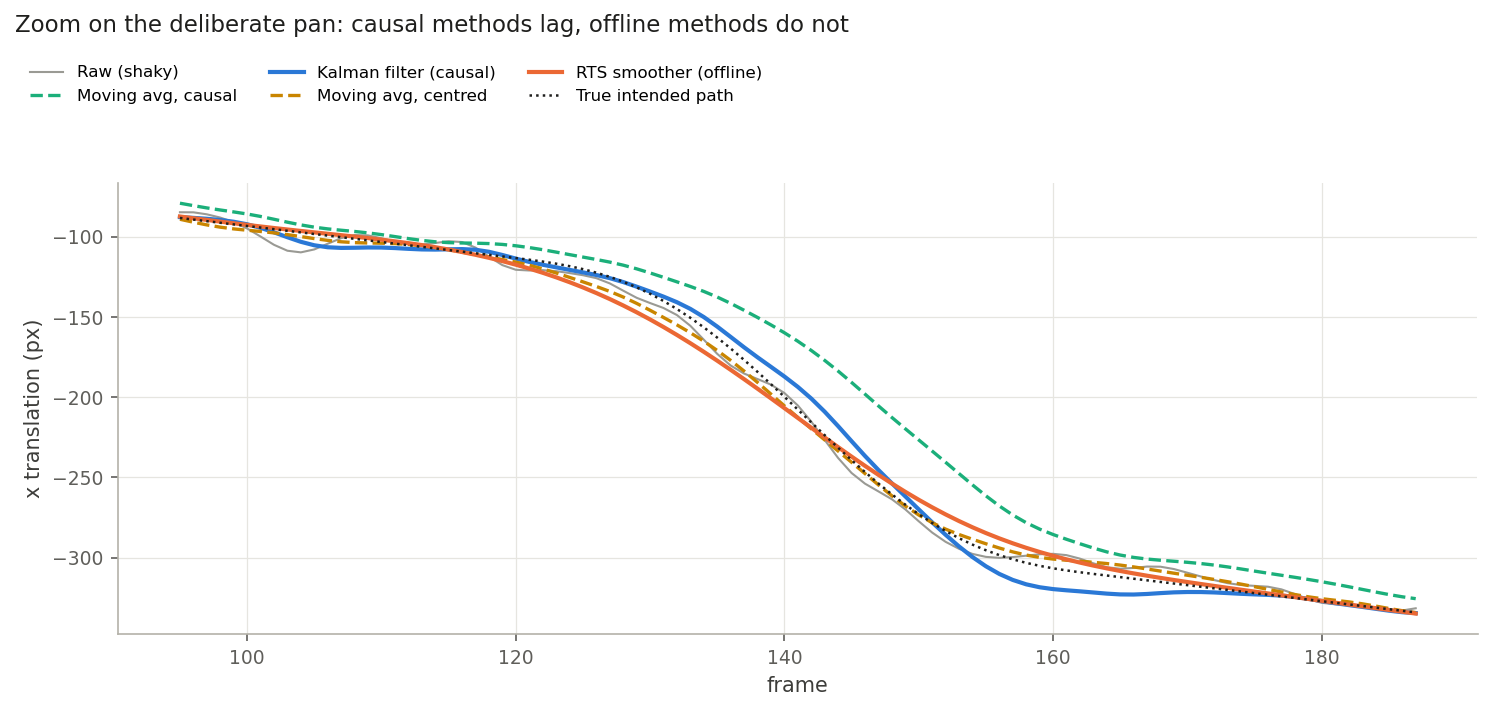 Zoom on the deliberate pan: causal methods lag, offline methods do not
Raw (shaky)
Kalman filter (causal)
RTS smoother (offline)
Moving avg, causal
Moving avg, centred
True intended path
x translation (px)
−100
−150
−200
−250
−300
100
120
140
160
180
frame